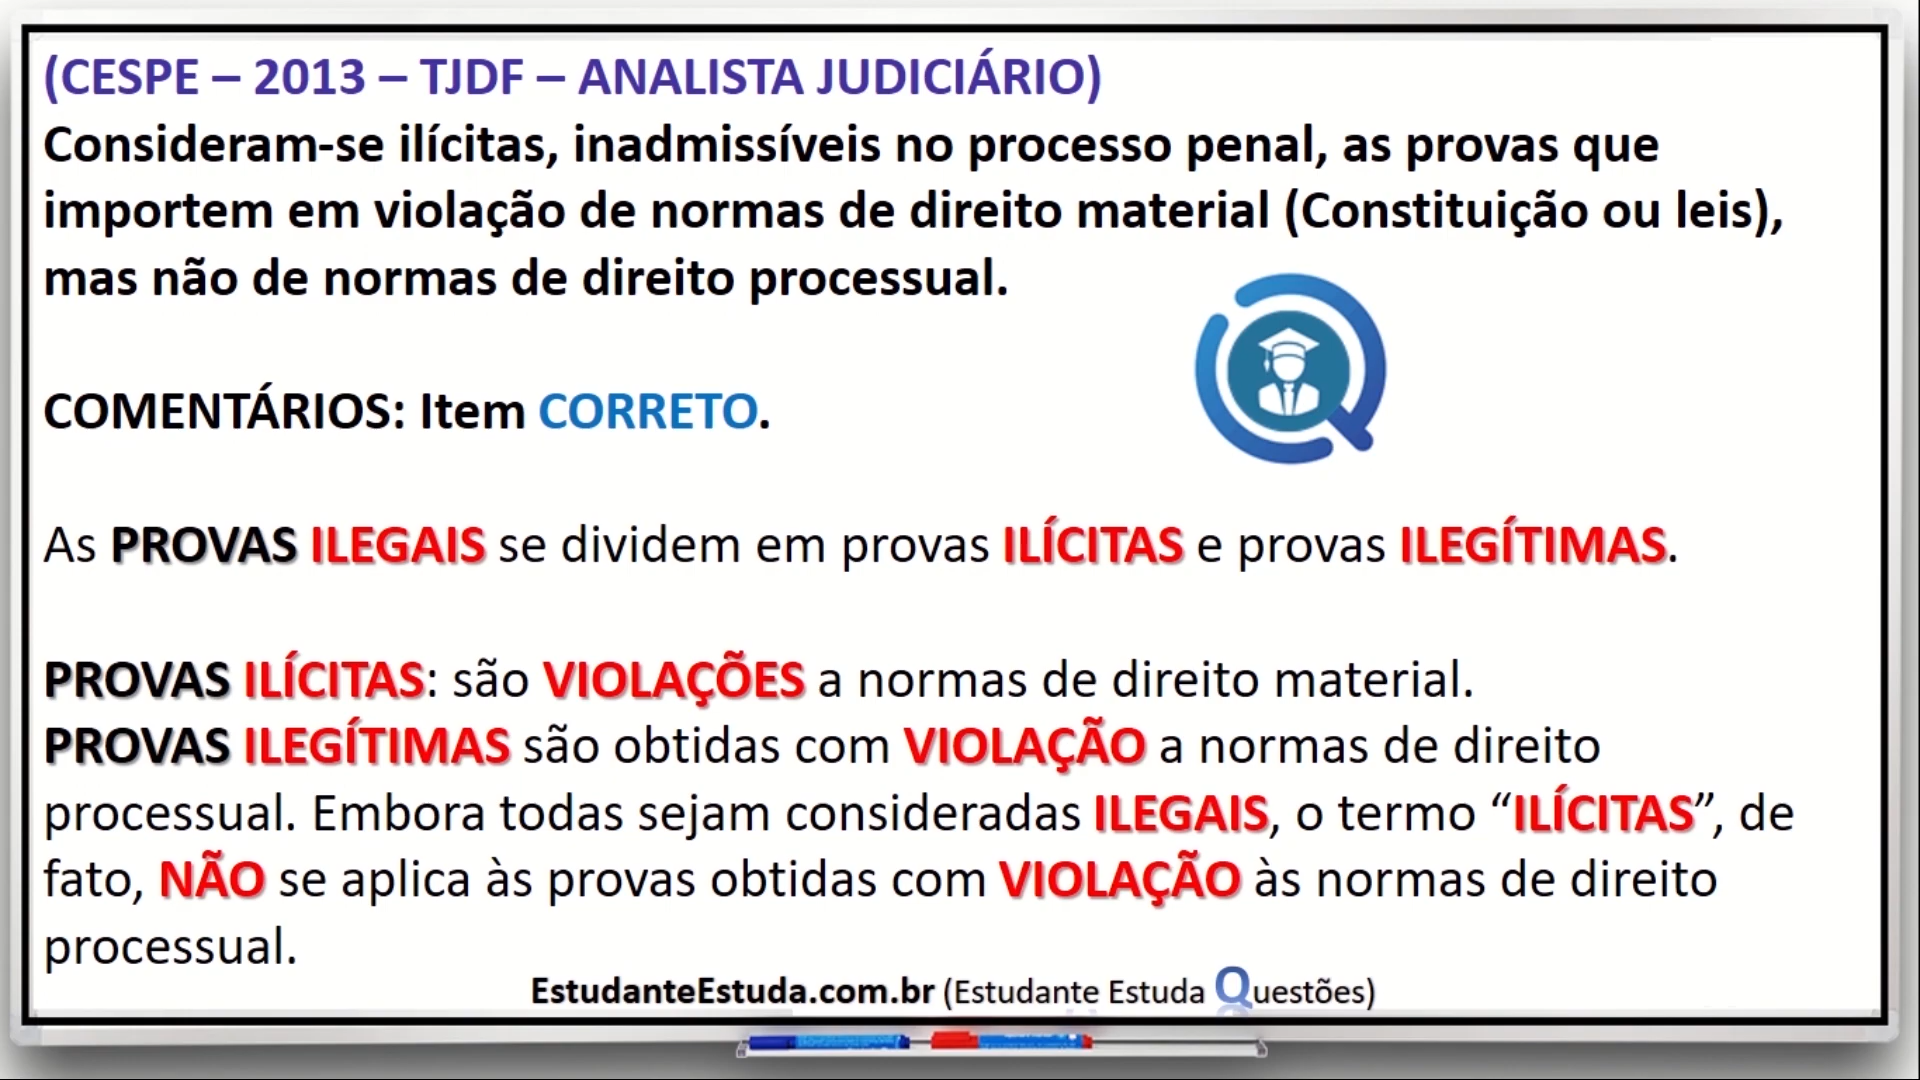 (CESPE – 2013 – TJDF – ANALISTA JUDICIÁRIO)
Consideram-se ilícitas, inadmissíveis no processo penal, as provas que
importem em violação de normas de direito material (Constituição ou leis),
mas não de normas de direito processual.
COMENTÁRIOS: Item CORRETO.
As PROVAS ILEGAIS se dividem em provas ILÍCITAS e provas ILEGÍTIMAS.
PROVAS ILÍCITAS: são VIOLAÇÕES a normas de direito material.
PROVAS ILEGÍTIMAS são obtidas com VIOLAÇÃO a normas de direito
processual. Embora todas sejam consideradas ILEGAIS, o termo “ILÍCITAS”, de
fato, NÃO se aplica às provas obtidas com VIOLAÇÃO às normas de direito
processual.
EstudanteEstuda.com.br (Estudante Estuda Questões)